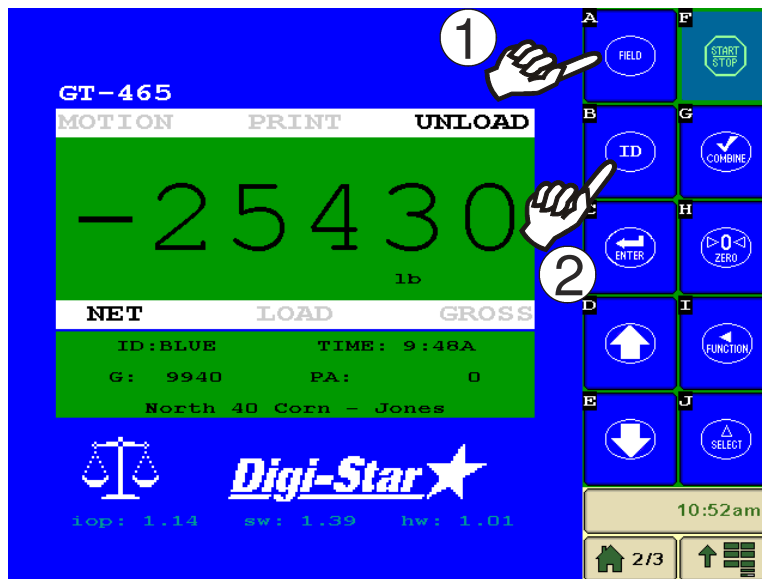 1
A
F
FIELD
START
STOP
GT-465
MOTION PRINT UNLOAD
B
G
ID
COMBINE
-25430
lb
C
H
ENTER
▷0◁
ZERO
2
NET LOAD GROSS
D
I
FUNCTION
ID:BLUE TIME: 9:48A
G: 9940 PA: 0
North 40 Corn - Jones
E
J
SELECT
Digi-Star
iop: 1.14 sw: 1.39 hw: 1.01
10:52am
2/3